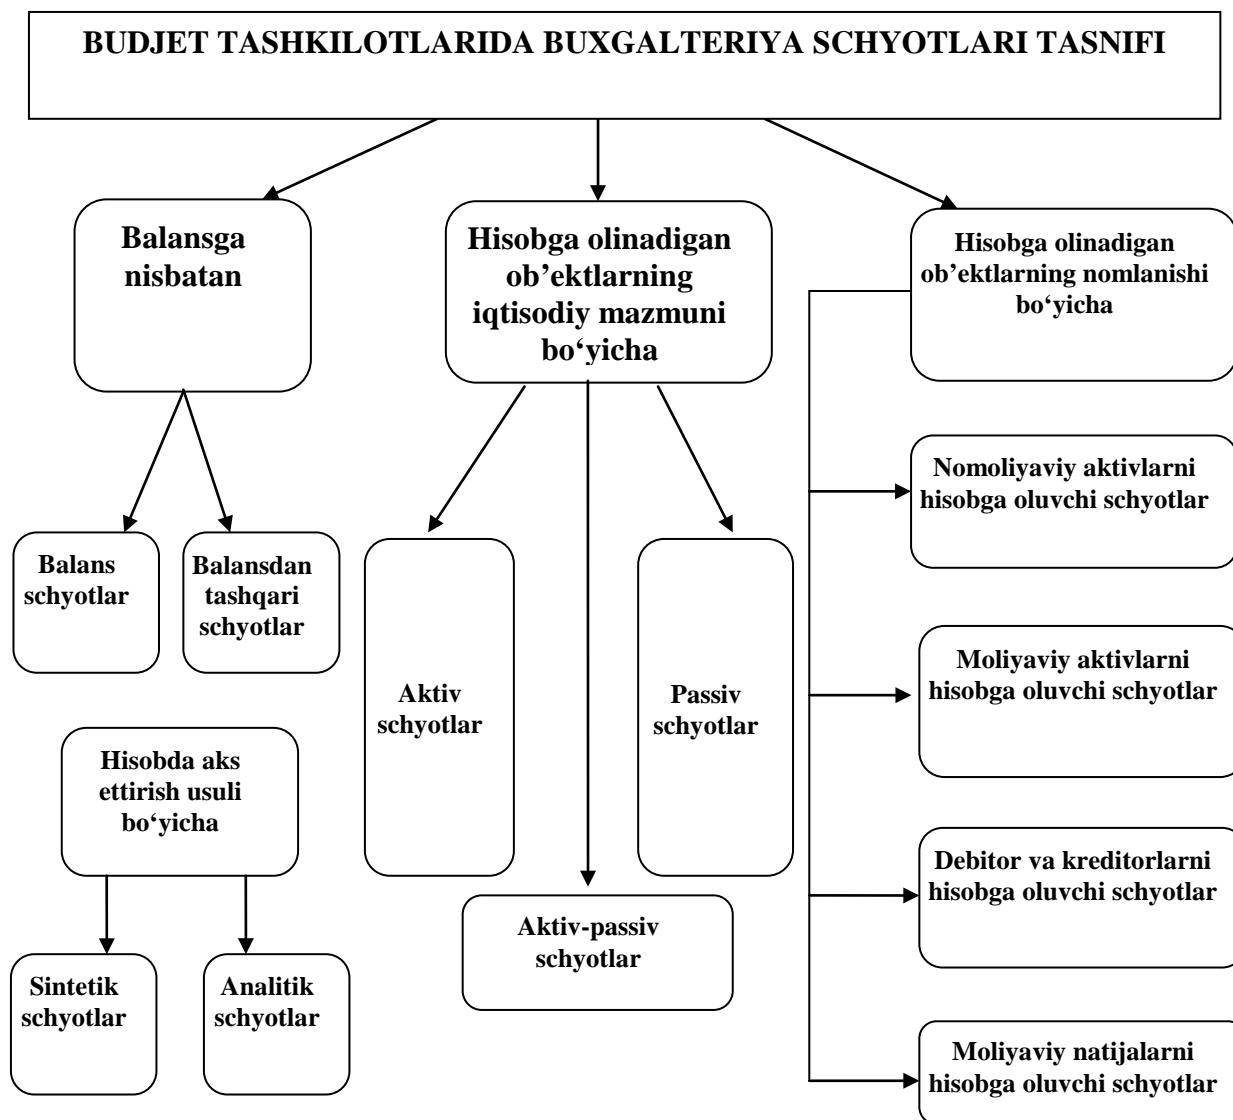 BUDJET TASHKILOTLARIDA BUXGALTERIYA SCHYOTLARI TASNIFI
Balansga
nisbatan
Hisobga olinadigan
ob’ektlarning
iqtisodiy mazmuni
bo‘yicha
Hisobga olinadigan
ob’ektlarning nomlanishi
bo‘yicha
Nomoliyaviy aktivlarni
hisobga oluvchi schyotlar
Balans
schyotlar
Balansdan
tashqari
schyotlar
Aktiv
schyotlar
Passiv
schyotlar
Moliyaviy aktivlarni
hisobga oluvchi schyotlar
Hisobda aks
ettirish usuli
bo‘yicha
Debitor va kreditorlarni
hisobga oluvchi schyotlar
Aktiv-passiv
schyotlar
Sintetik
schyotlar
Analitik
schyotlar
Moliyaviy natijalarni
hisobga oluvchi schyotlar